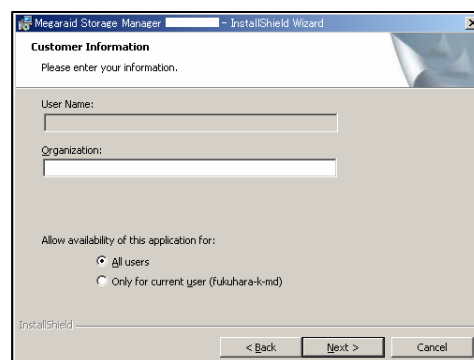 Megaraid Storage Manager - InstallShield Wizard
Customer Information
Please enter your information.
User Name:
Organization:
Allow availability of this application for:
All users
Only for current user (fukuhara-k-md)
InstallShield
< Back Next > Cancel